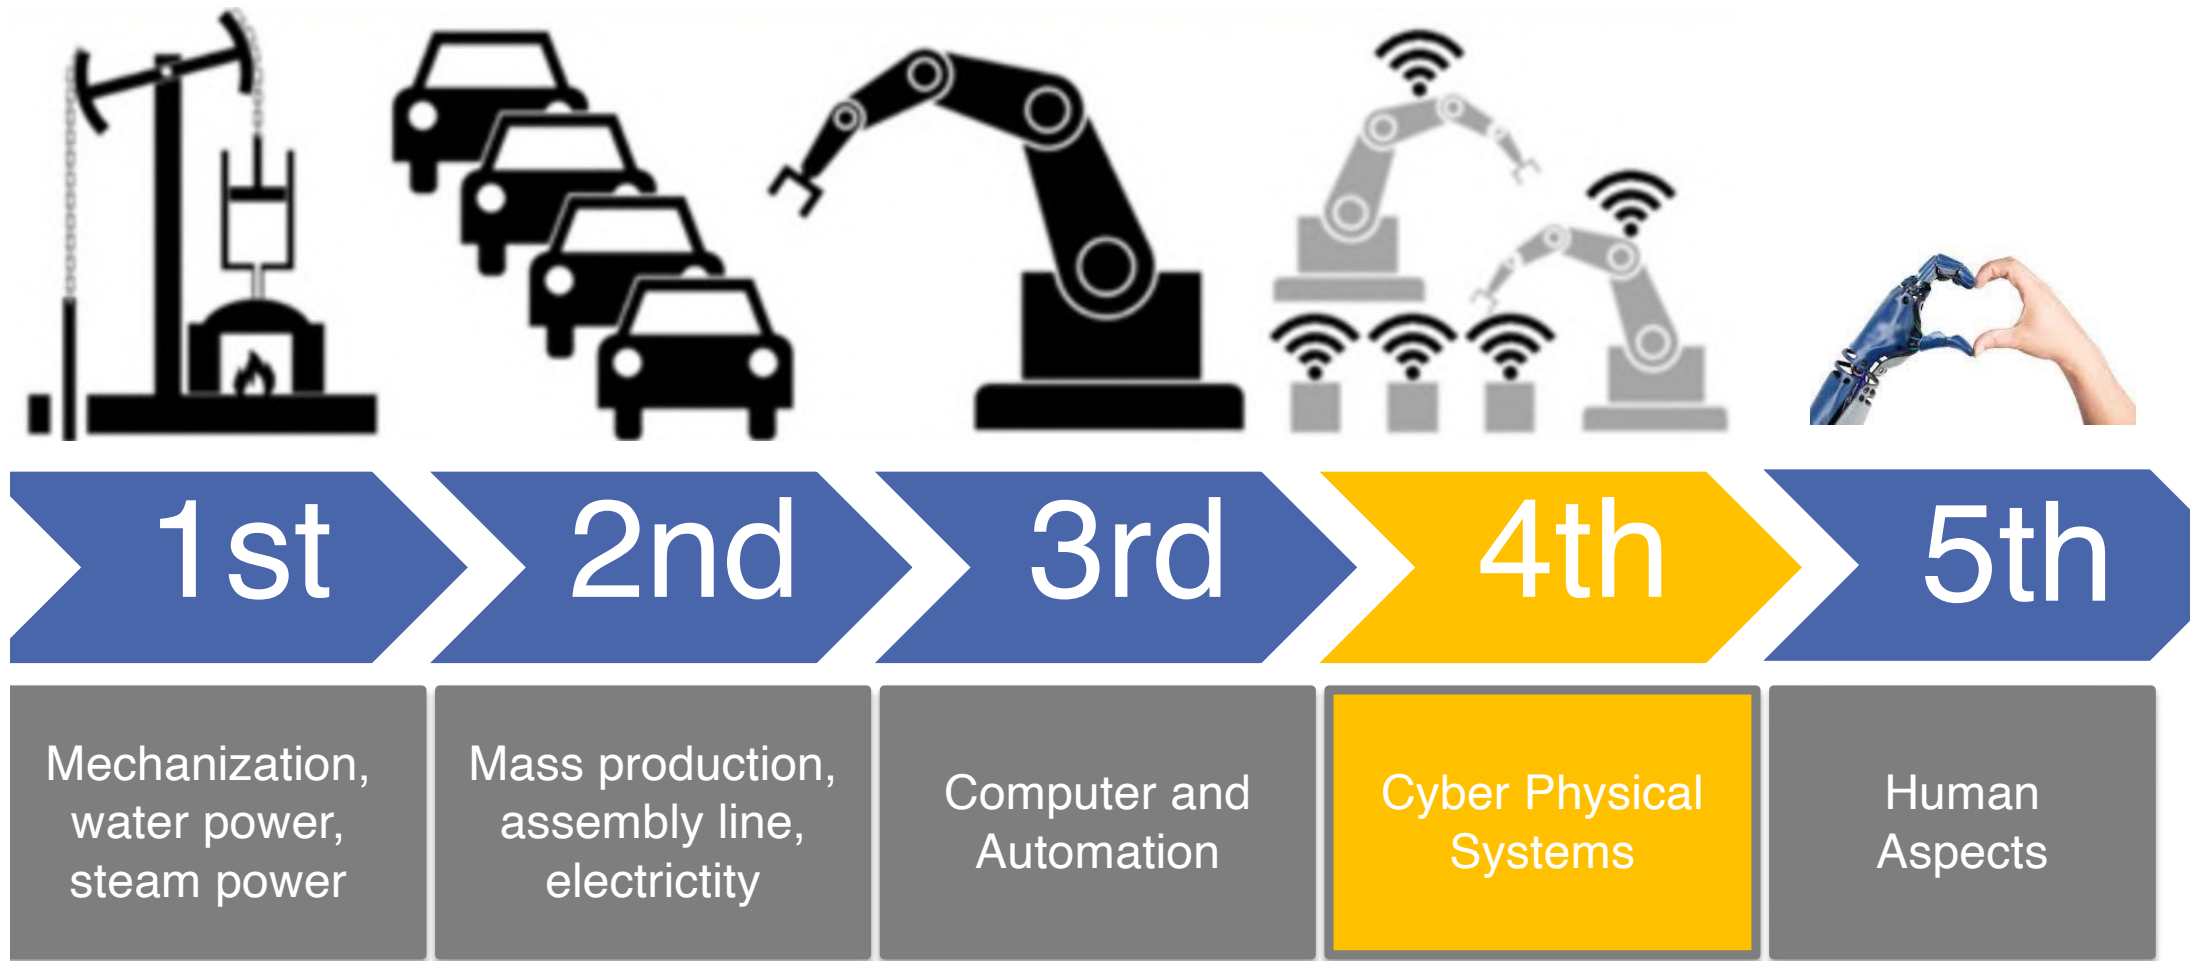 1st
2nd
3rd
4th
5th
Mechanization,
water power,
steam power
Mass production,
assembly line,
electrictity
Computer and
Automation
Cyber Physical
Systems
Human
Aspects